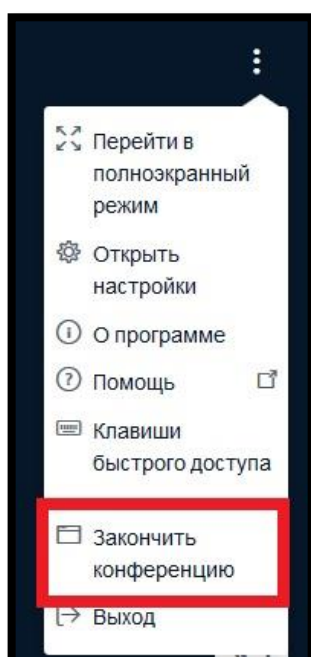 Перейти в
полноэкранный
режим
Открыть
настройки
О программе
Помощь
Клавиши
быстрого доступа
Закончить
конференцию
Выход